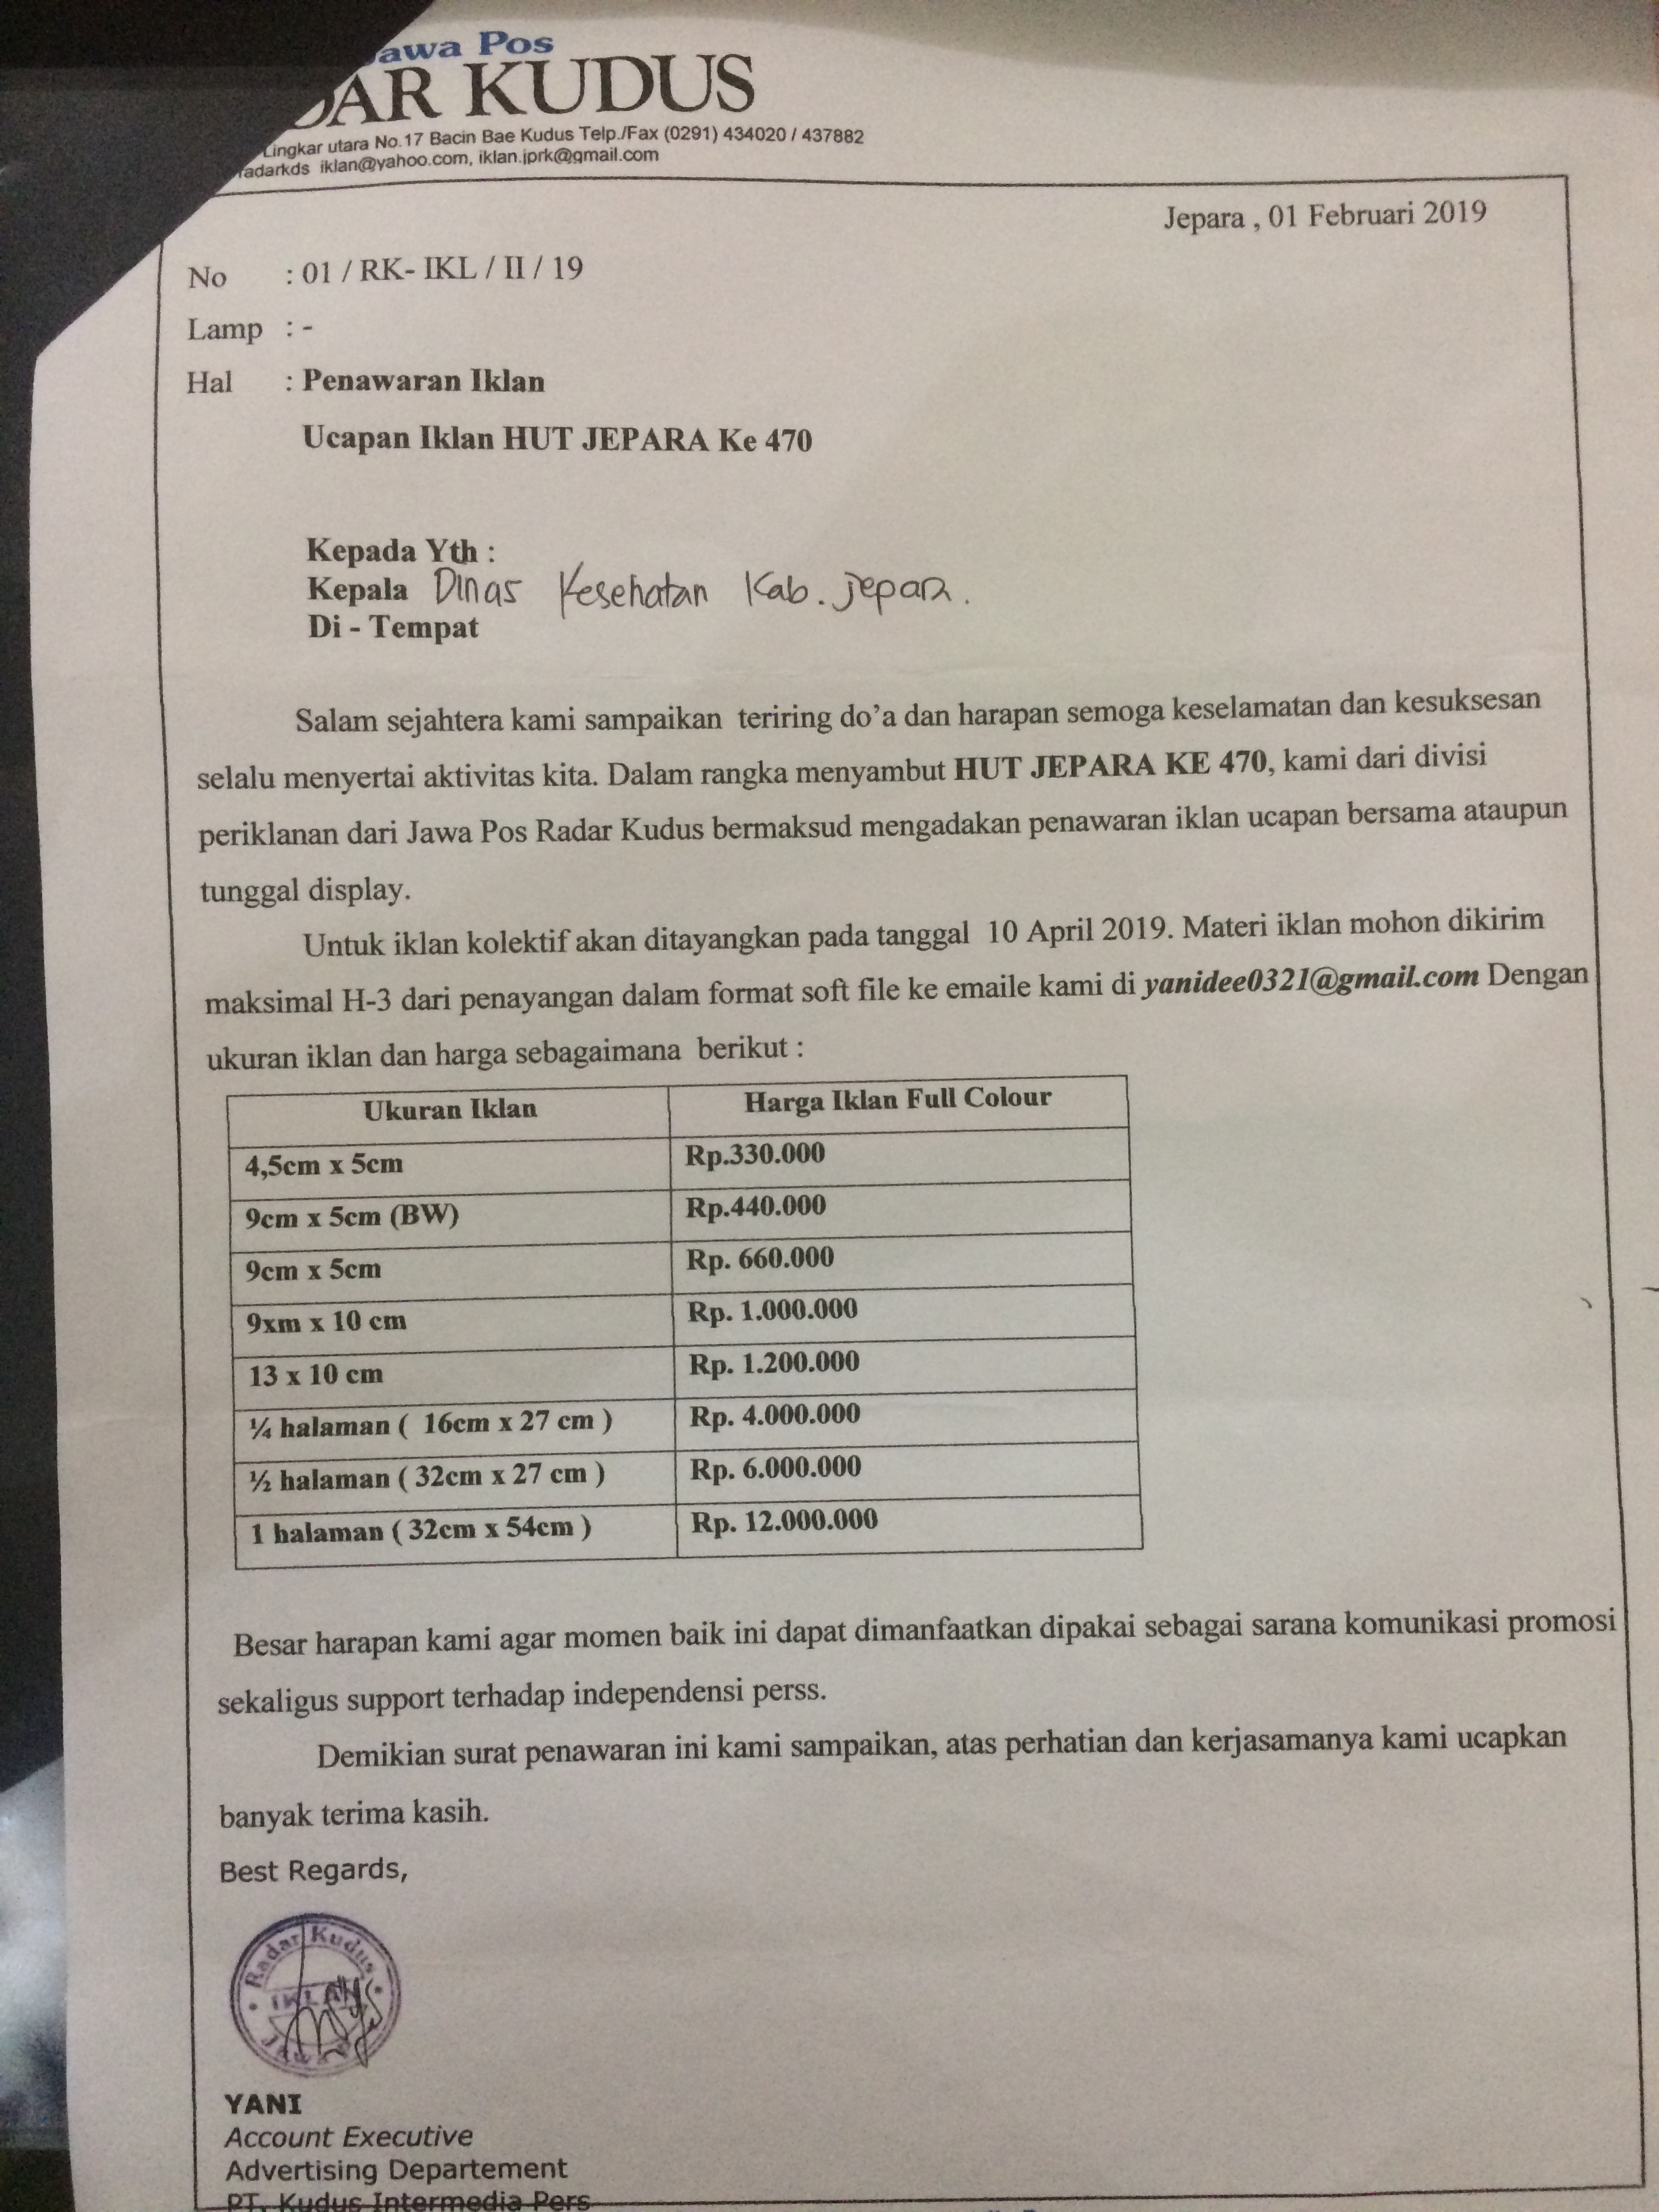 Jawa Pos
RADAR KUDUS
Lingkar utara No.17 Bacin Bae Kudus Telp./Fax (0291) 434020 / 437882
radarkds iklan@yahoo.com, iklan.jprk@gmail.com
Jepara , 01 Februari 2019
No : 01 / RK- IKL / II / 19
Lamp : -
Hal : Penawaran Iklan
Ucapan Iklan HUT JEPARA Ke 470
Kepada Yth :
Kepala Dinas Kesehatan Kab. Jepara.
Di - Tempat
Salam sejahtera kami sampaikan teriring do’a dan harapan semoga keselamatan dan kesuksesan
selalu menyertai aktivitas kita. Dalam rangka menyambut HUT JEPARA KE 470, kami dari divisi
periklanan dari Jawa Pos Radar Kudus bermaksud mengadakan penawaran iklan ucapan bersama ataupun
tunggal display.
Untuk iklan kolektif akan ditayangkan pada tanggal 10 April 2019. Materi iklan mohon dikirim
maksimal H-3 dari penayangan dalam format soft file ke emaile kami di yanidee0321@gmail.com Dengan
ukuran iklan dan harga sebagaimana berikut :
Ukuran Iklan Harga Iklan Full Colour
4,5cm x 5cm Rp.330.000
9cm x 5cm (BW) Rp.440.000
9cm x 5cm Rp. 660.000
9xm x 10 cm Rp. 1.000.000
13 x 10 cm Rp. 1.200.000
¼ halaman ( 16cm x 27 cm ) Rp. 4.000.000
½ halaman ( 32cm x 27 cm ) Rp. 6.000.000
1 halaman ( 32cm x 54cm ) Rp. 12.000.000
Besar harapan kami agar momen baik ini dapat dimanfaatkan dipakai sebagai sarana komunikasi promosi
sekaligus support terhadap independensi perss.
Demikian surat penawaran ini kami sampaikan, atas perhatian dan kerjasamanya kami ucapkan
banyak terima kasih.
Best Regards,
Radar Kudus
IKLAN
YANI
Account Executive
Advertising Departement
PT. Kudus Intermedia Pers